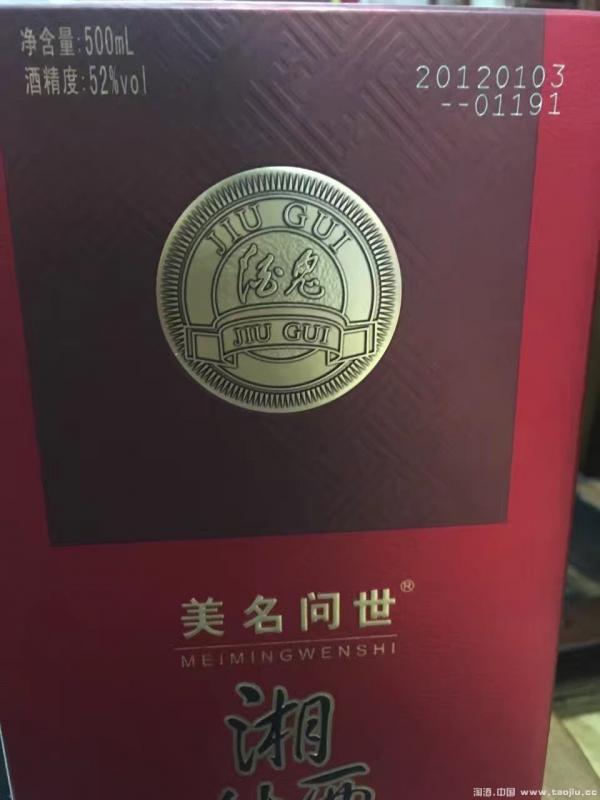 净含量:500mL
酒精度:52%vol
20120103
--01191
JIU GUI
酒鬼
JIU GUI
美名问世®
MEIMINGWENSHI
湘
西
淘酒.中国 www.taojiu.cc